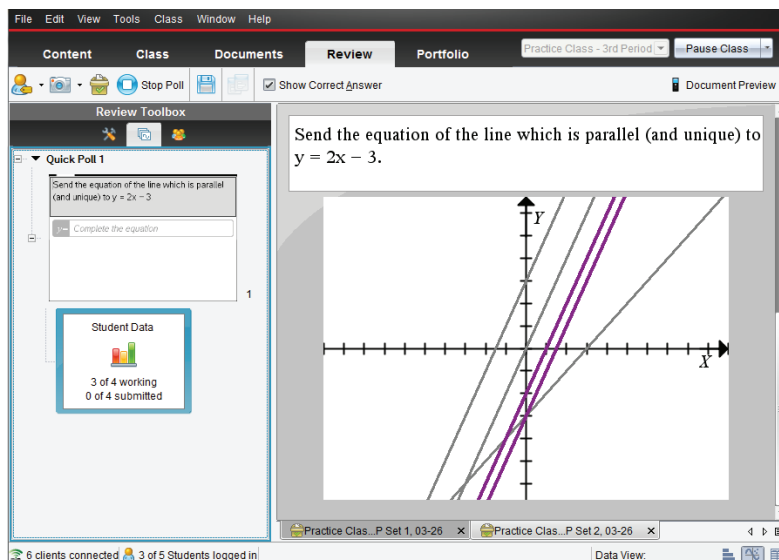 File Edit View Tools Class Window Help
Content Class Documents Review Portfolio
Practice Class - 3rd Period
Pause Class
Stop Poll
Show Correct Answer
Document Preview
Review Toolbox
Quick Poll 1
Send the equation of the line which is parallel
(and unique) to y = 2x − 3
y= Complete the equation
1
Student Data
3 of 4 working
0 of 4 submitted
Send the equation of the line which is parallel (and unique) to
y = 2x − 3.
Y
X
Practice Clas...P Set 1, 03-26 x
Practice Clas...P Set 2, 03-26 x
6 clients connected 3 of 5 Students logged in
Data View: